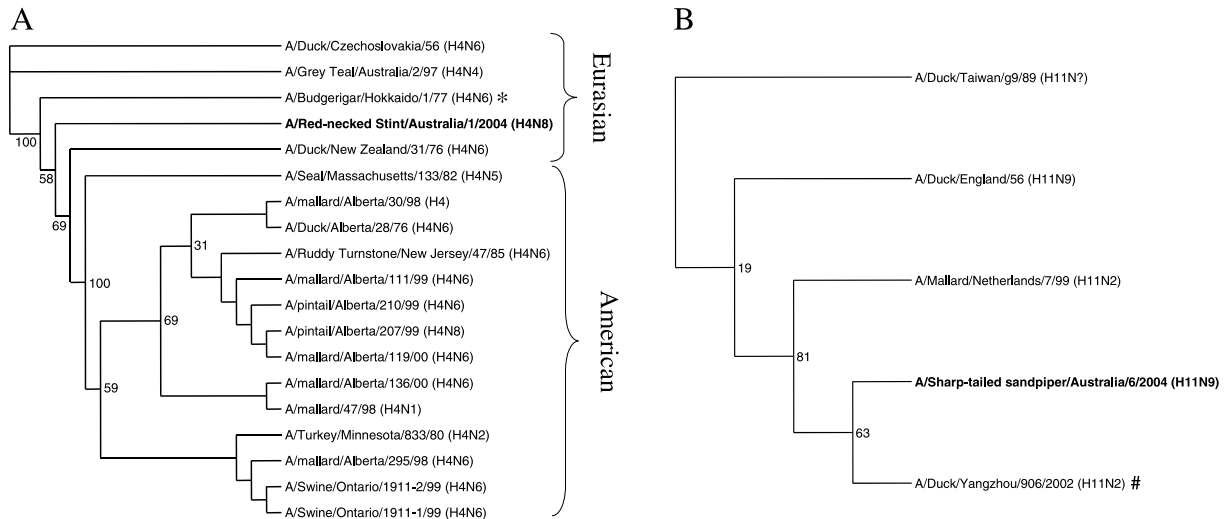 A
A/Duck/Czechoslovakia/56 (H4N6)
A/Grey Teal/Australia/2/97 (H4N4)
A/Budgerigar/Hokkaido/1/77 (H4N6) *
A/Red-necked Stint/Australia/1/2004 (H4N8)
A/Duck/New Zealand/31/76 (H4N6)
A/Seal/Massachusetts/133/82 (H4N5)
A/mallard/Alberta/30/98 (H4)
A/Duck/Alberta/28/76 (H4N6)
A/Ruddy Turnstone/New Jersey/47/85 (H4N6)
A/mallard/Alberta/111/99 (H4N6)
A/pintail/Alberta/210/99 (H4N6)
A/pintail/Alberta/207/99 (H4N8)
A/mallard/Alberta/119/00 (H4N6)
A/mallard/Alberta/136/00 (H4N6)
A/mallard/47/98 (H4N1)
A/Turkey/Minnesota/833/80 (H4N2)
A/mallard/Alberta/295/98 (H4N6)
A/Swine/Ontario/1911-2/99 (H4N6)
A/Swine/Ontario/1911-1/99 (H4N6)
100
58
69
100
59
69
31
Eurasian
American
B
A/Duck/Taiwan/g9/89 (H11N?)
A/Duck/England/56 (H11N9)
A/Mallard/Netherlands/7/99 (H11N2)
A/Sharp-tailed sandpiper/Australia/6/2004 (H11N9)
A/Duck/Yangzhou/906/2002 (H11N2) #
19
81
63